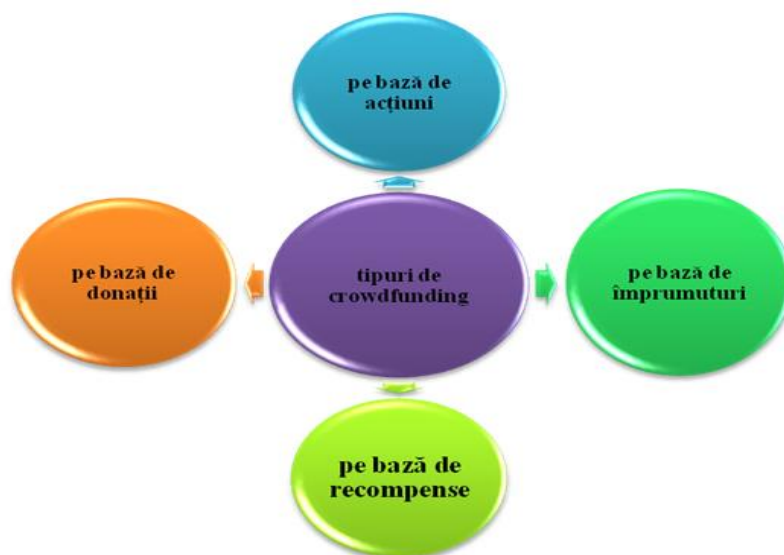 pe bază de
acțiuni
pe bază de
donații
tipuri de
crowdfunding
pe bază de
împrumuturi
pe bază de
recompense